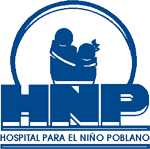 HNP
HOSPITAL PARA EL NIÑO POBLANO